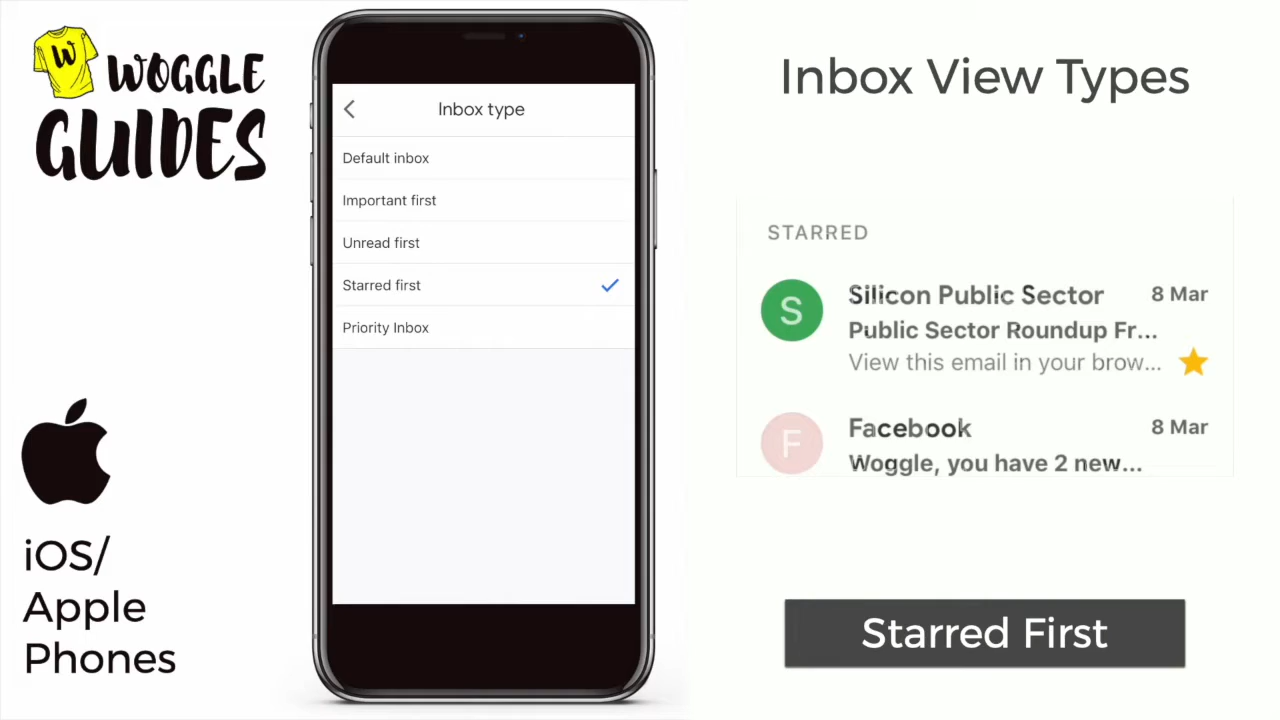 W
WOGGLE
GUIDES
iOS/
Apple
Phones
Inbox type
Default inbox
Important first
Unread first
Starred first
Priority Inbox
Inbox View Types
STARRED
S
Silicon Public Sector 8 Mar
Public Sector Roundup Fr...
View this email in your brow...
F
Facebook 8 Mar
Woggle, you have 2 new...
Starred First